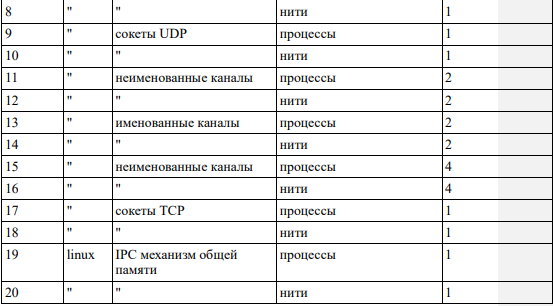 8 " " нити 1
9 " сокеты UDP процессы 1
10 " " нити 1
11 " неименованные каналы процессы 2
12 " " нити 2
13 " именованные каналы процессы 2
14 " " нити 2
15 " неименованные каналы процессы 4
16 " " нити 4
17 " сокеты TCP процессы 1
18 " " нити 1
19 linux IPC механизм общей процессы 1
памяти
20 " " нити 1